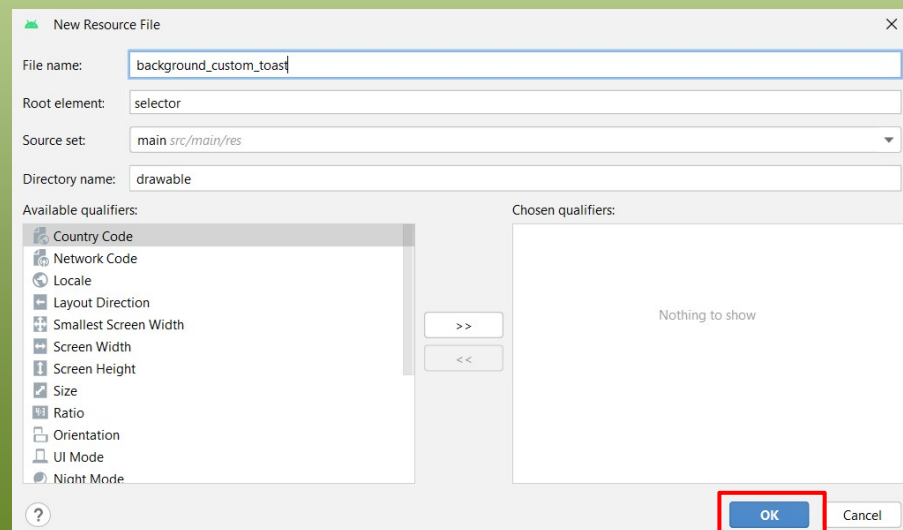 New Resource File
File name: background_custom_toast
Root element: selector
Source set: main src/main/res
Directory name: drawable
Available qualifiers:
Chosen qualifiers:
Country Code
Network Code
Locale
Layout Direction
Smallest Screen Width
Screen Width
Screen Height
Size
Ratio
Orientation
UI Mode
Night Mode
>>
<<
Nothing to show
?
OK
Cancel